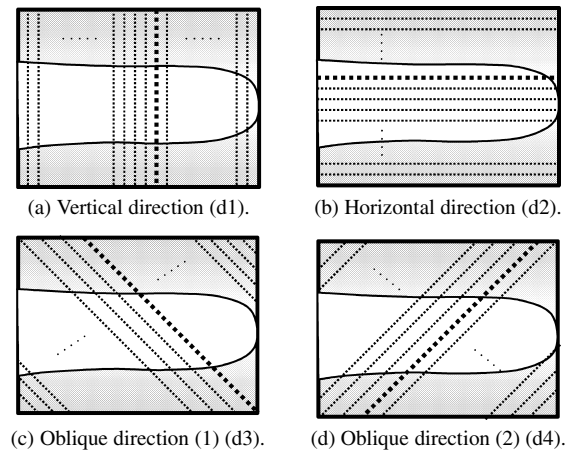 (a) Vertical direction (d1).
(b) Horizontal direction (d2).
(c) Oblique direction (1) (d3).
(d) Oblique direction (2) (d4).